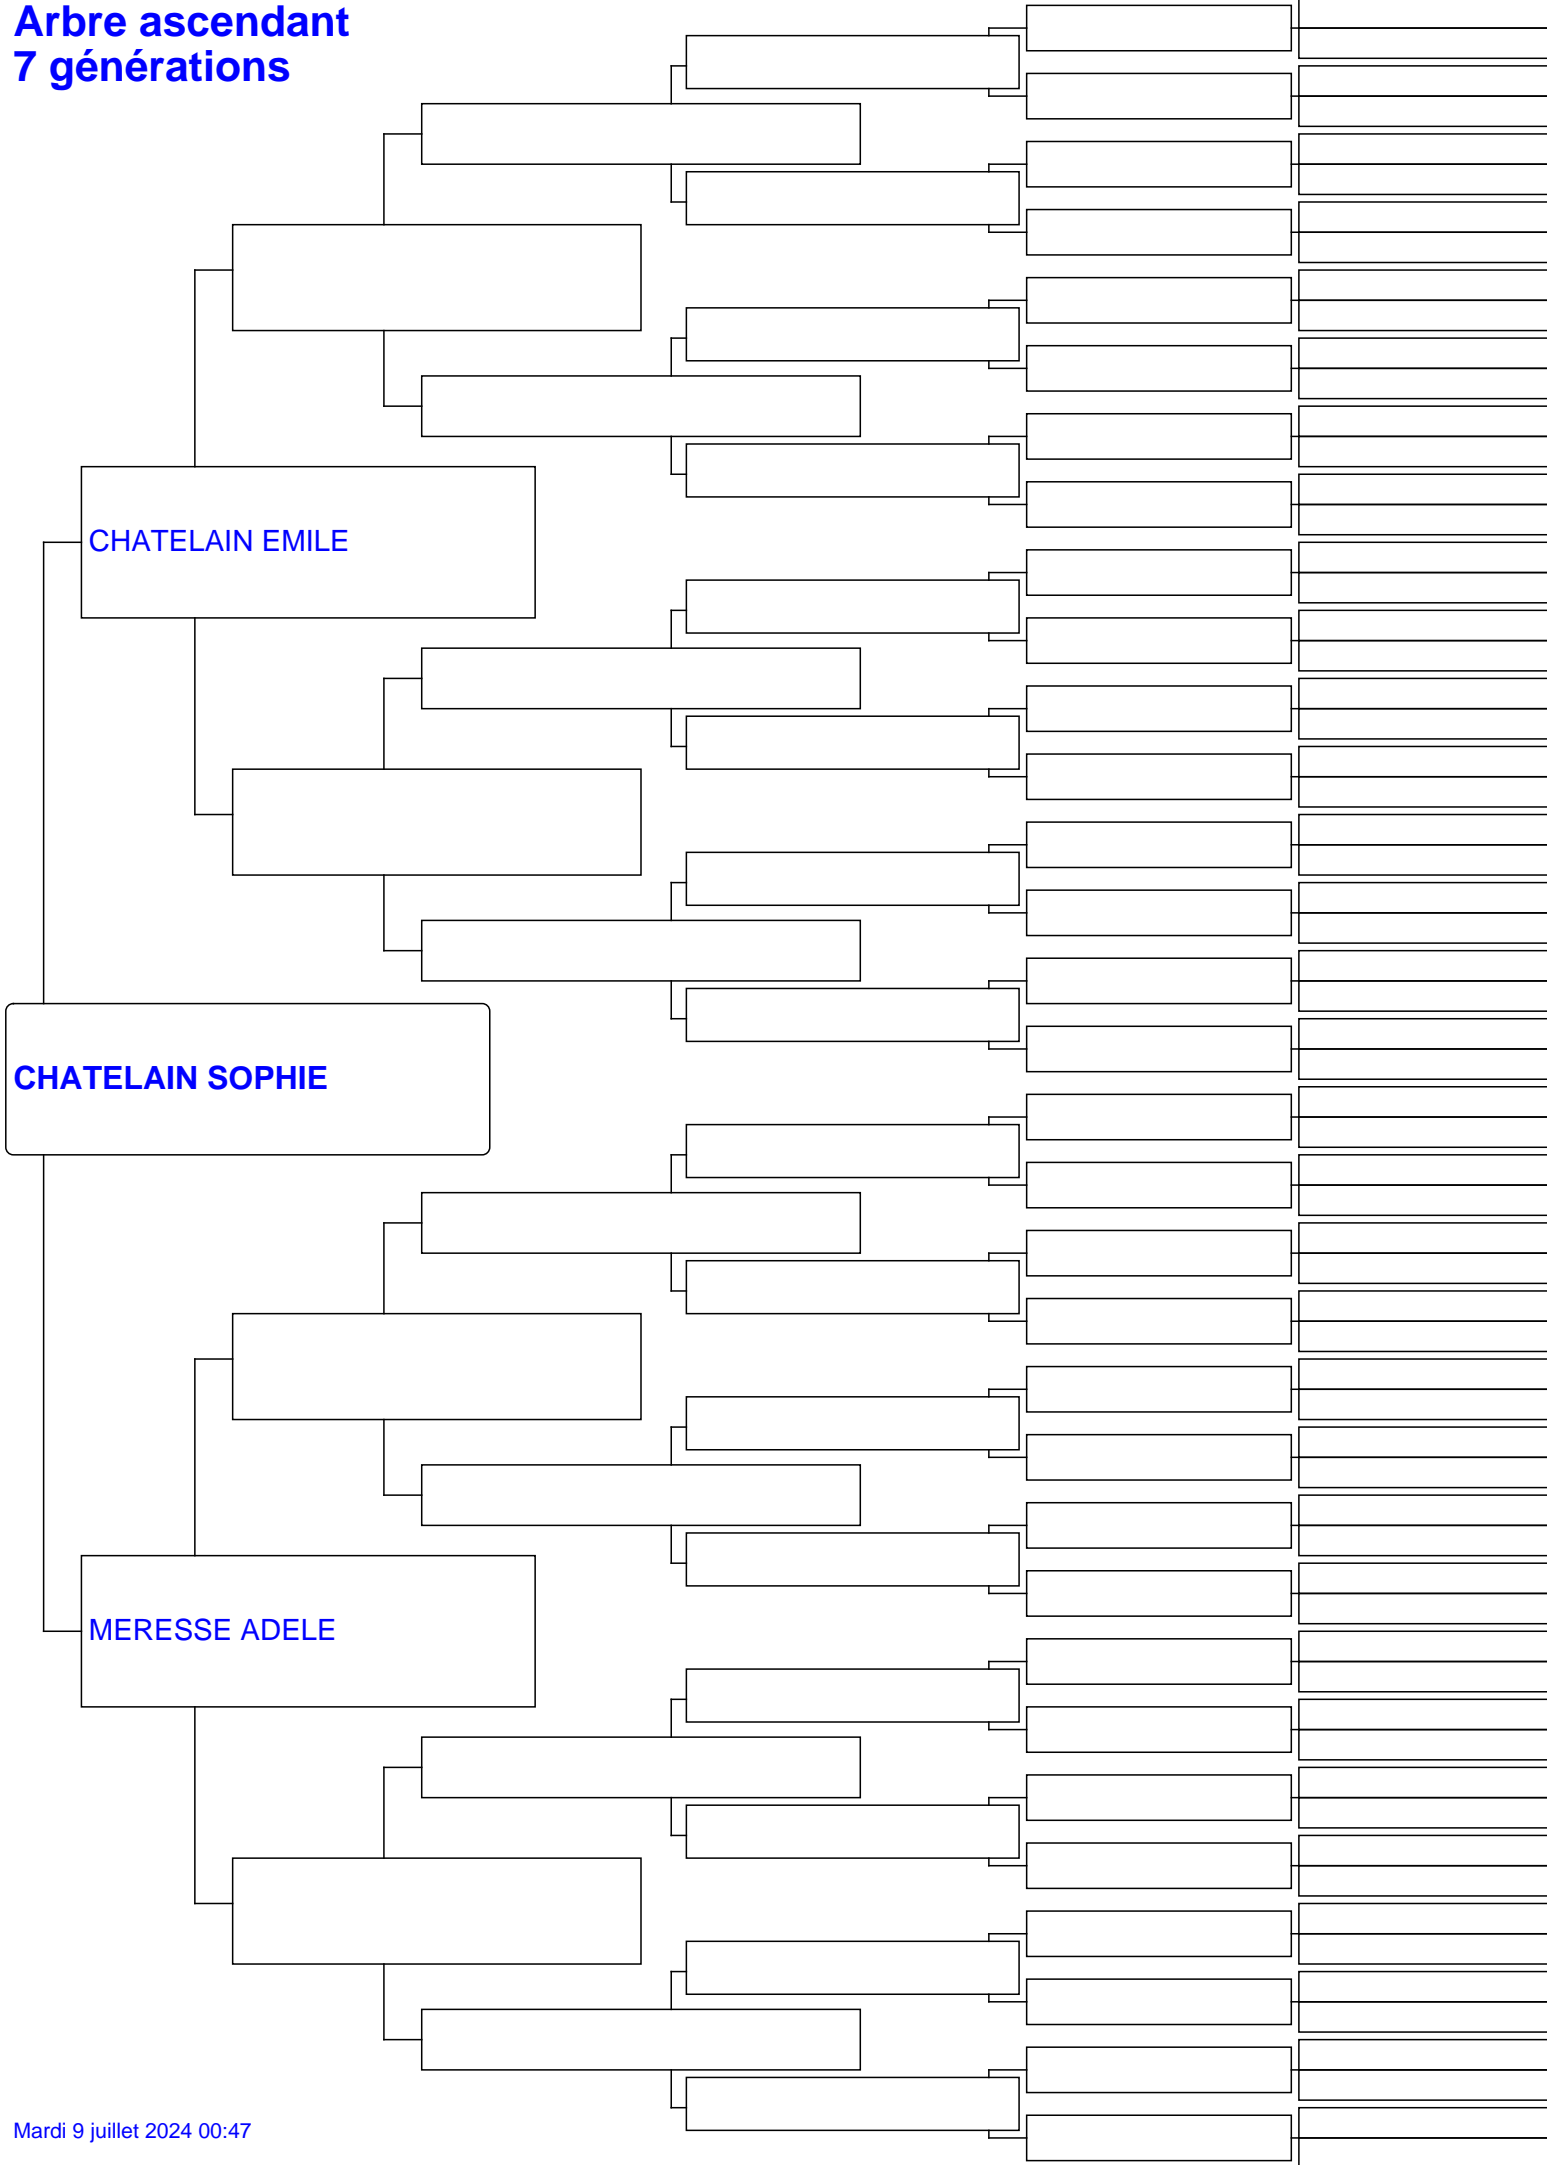 Arbre ascendant
7 générations
CHATELAIN EMILE
CHATELAIN SOPHIE
MERESSE ADELE
Mardi 9 juillet 2024 00:47